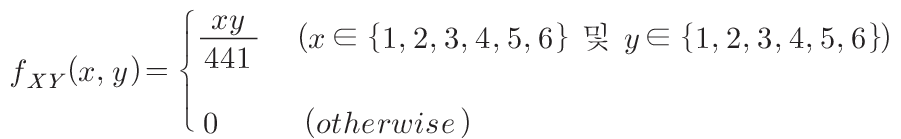 f_{XY}(x, y) = { \frac{xy}{441} (x ∈ {1, 2, 3, 4, 5, 6} 및 y ∈ {1, 2, 3, 4, 5, 6})
0 (otherwise)